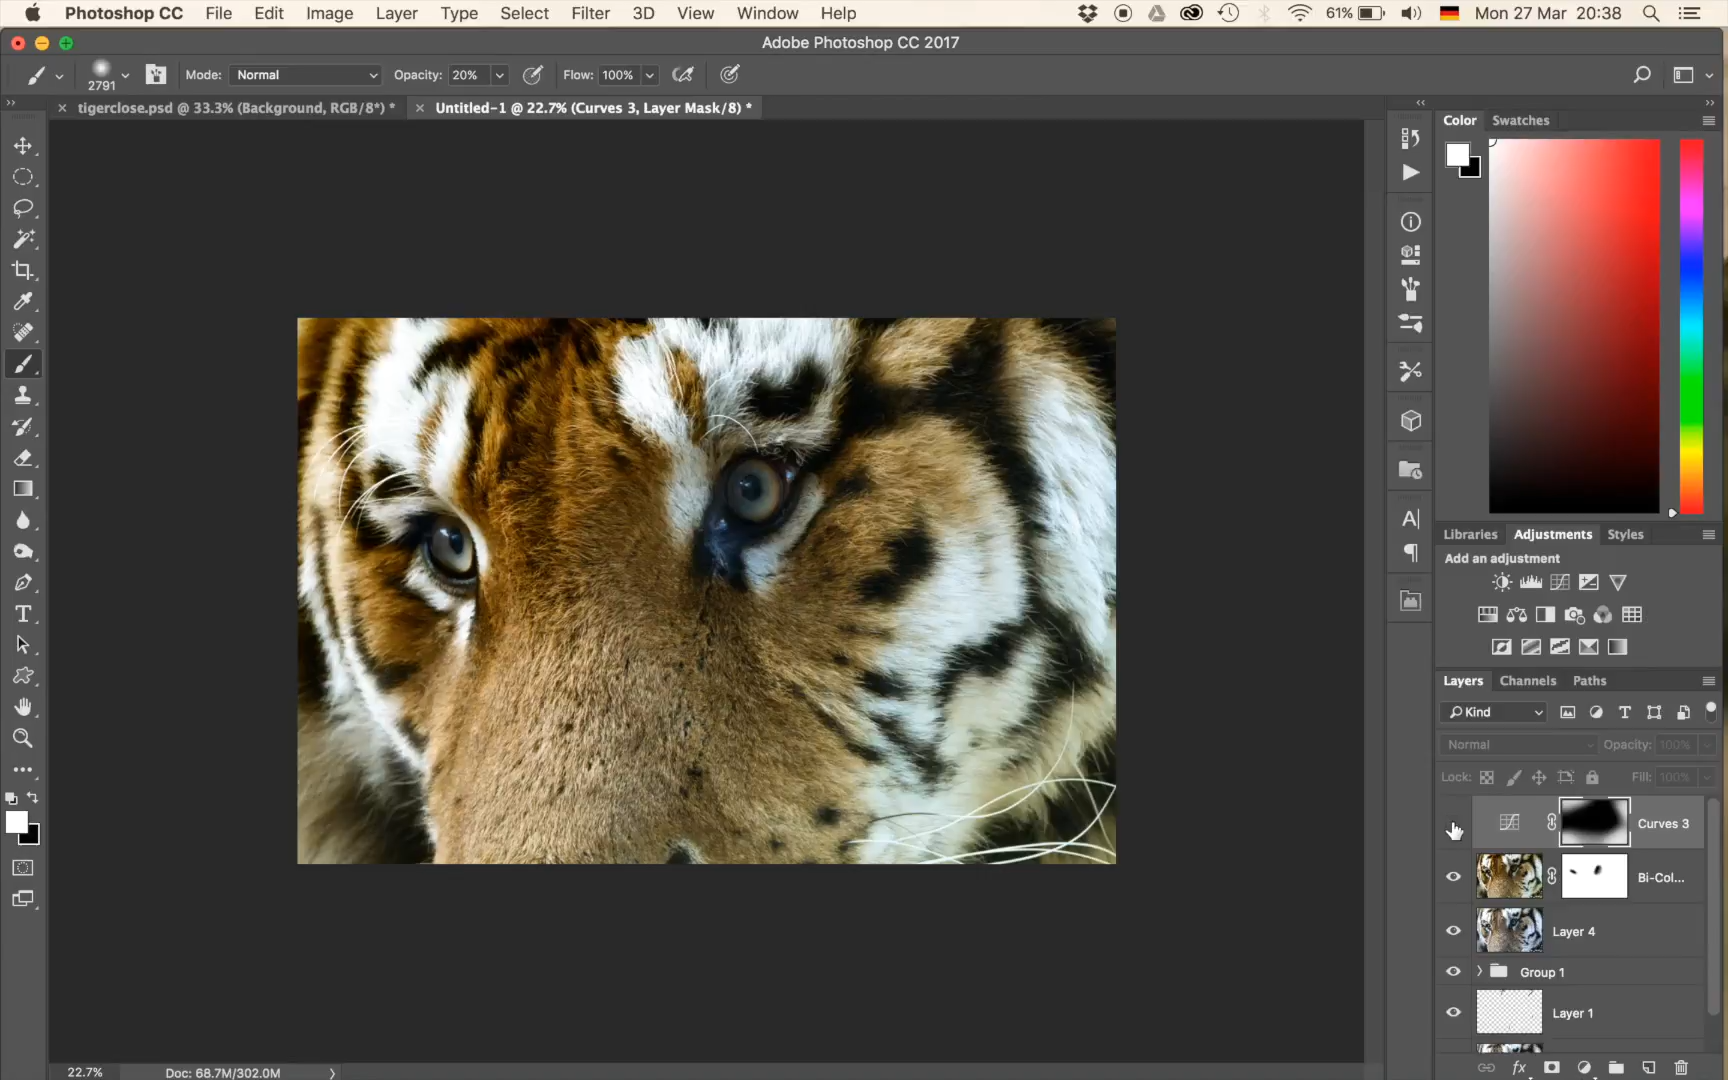 Photoshop CC File Edit Image Layer Type Select Filter 3D View Window Help 61% Mon 27 Mar 20:38
Adobe Photoshop CC 2017
2791 Mode: Normal Opacity: 20% Flow: 100%
tigerclose.psd @ 33.3% (Background, RGB/8*) * Untitled-1 @ 22.7% (Curves 3, Layer Mask/8) *
Color Swatches
Libraries Adjustments Styles
Add an adjustment
Layers Channels Paths
Kind
Normal Opacity: 100%
Lock: Fill: 100%
Curves 3
Bi-Col...
Layer 4
Group 1
Layer 1
22.7% Doc: 68.7M/302.0M
fx